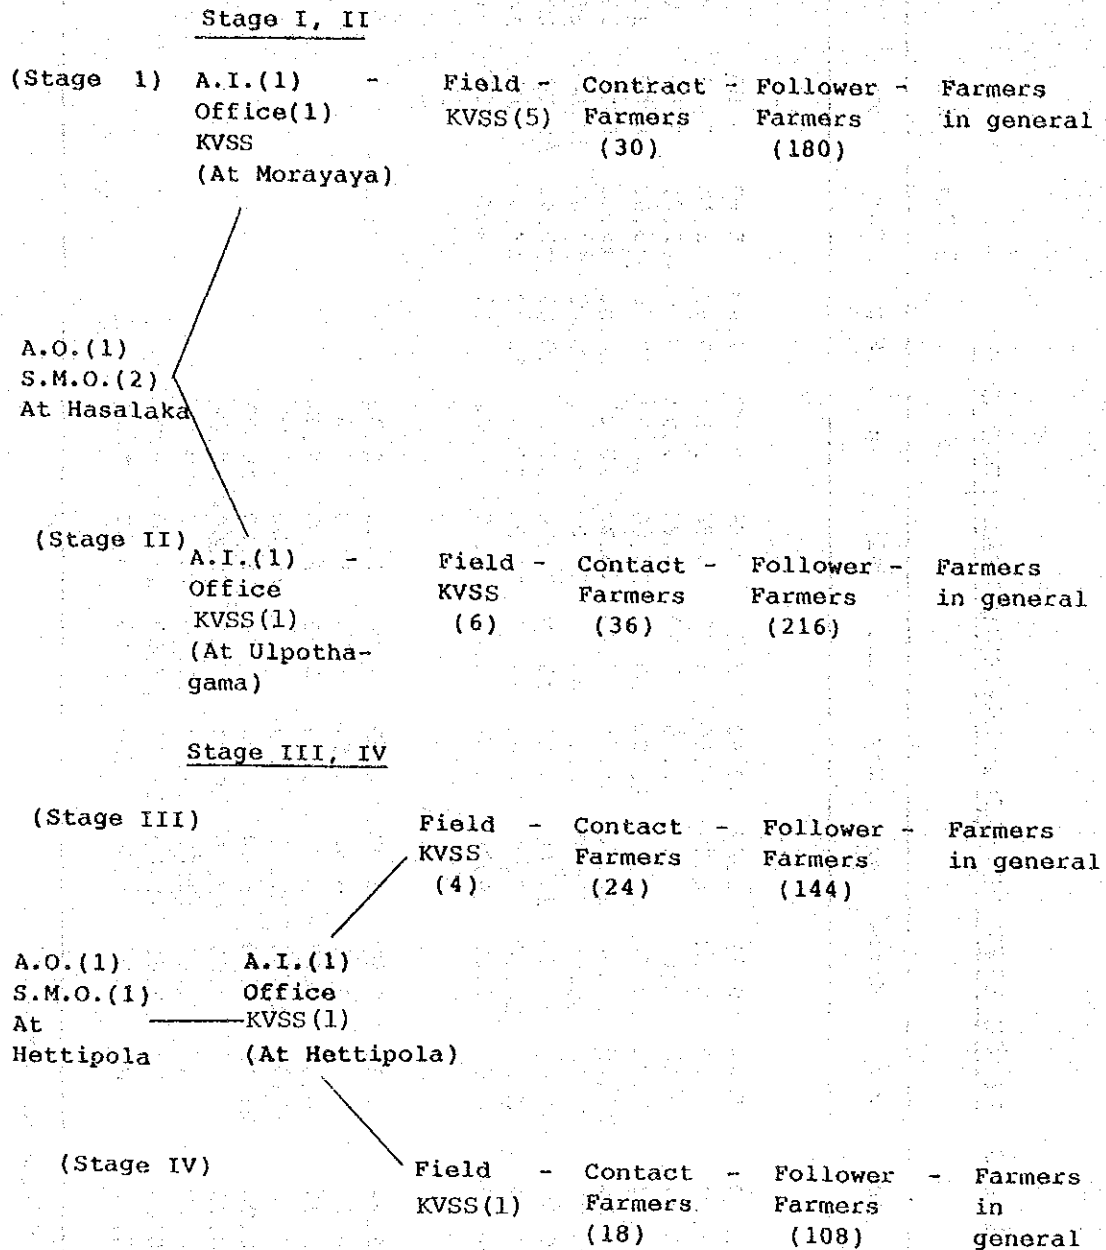 Stage I, II
(Stage 1) A.I.(1) - Field - Contract - Follower - Farmers
Office(1) KVSS(5) Farmers Farmers in general
KVSS (30) (180)
(At Morayaya)
A.O.(1)
S.M.O.(2)
At Hasalaka
(Stage II) A.I.(1) - Field - Contact - Follower - Farmers
Office KVSS Farmers Farmers in general
KVSS(1) (6) (36) (216)
(At Ulpotha-
gama)
Stage III, IV
(Stage III) Field - Contact - Follower - Farmers
KVSS Farmers Farmers in general
(4) (24) (144)
A.O.(1) A.I.(1)
S.M.O.(1) Office
At KVSS(1)
Hettipola (At Hettipola)
(Stage IV) Field - Contact - Follower - Farmers
KVSS(1) Farmers Farmers in
(18) (108) general